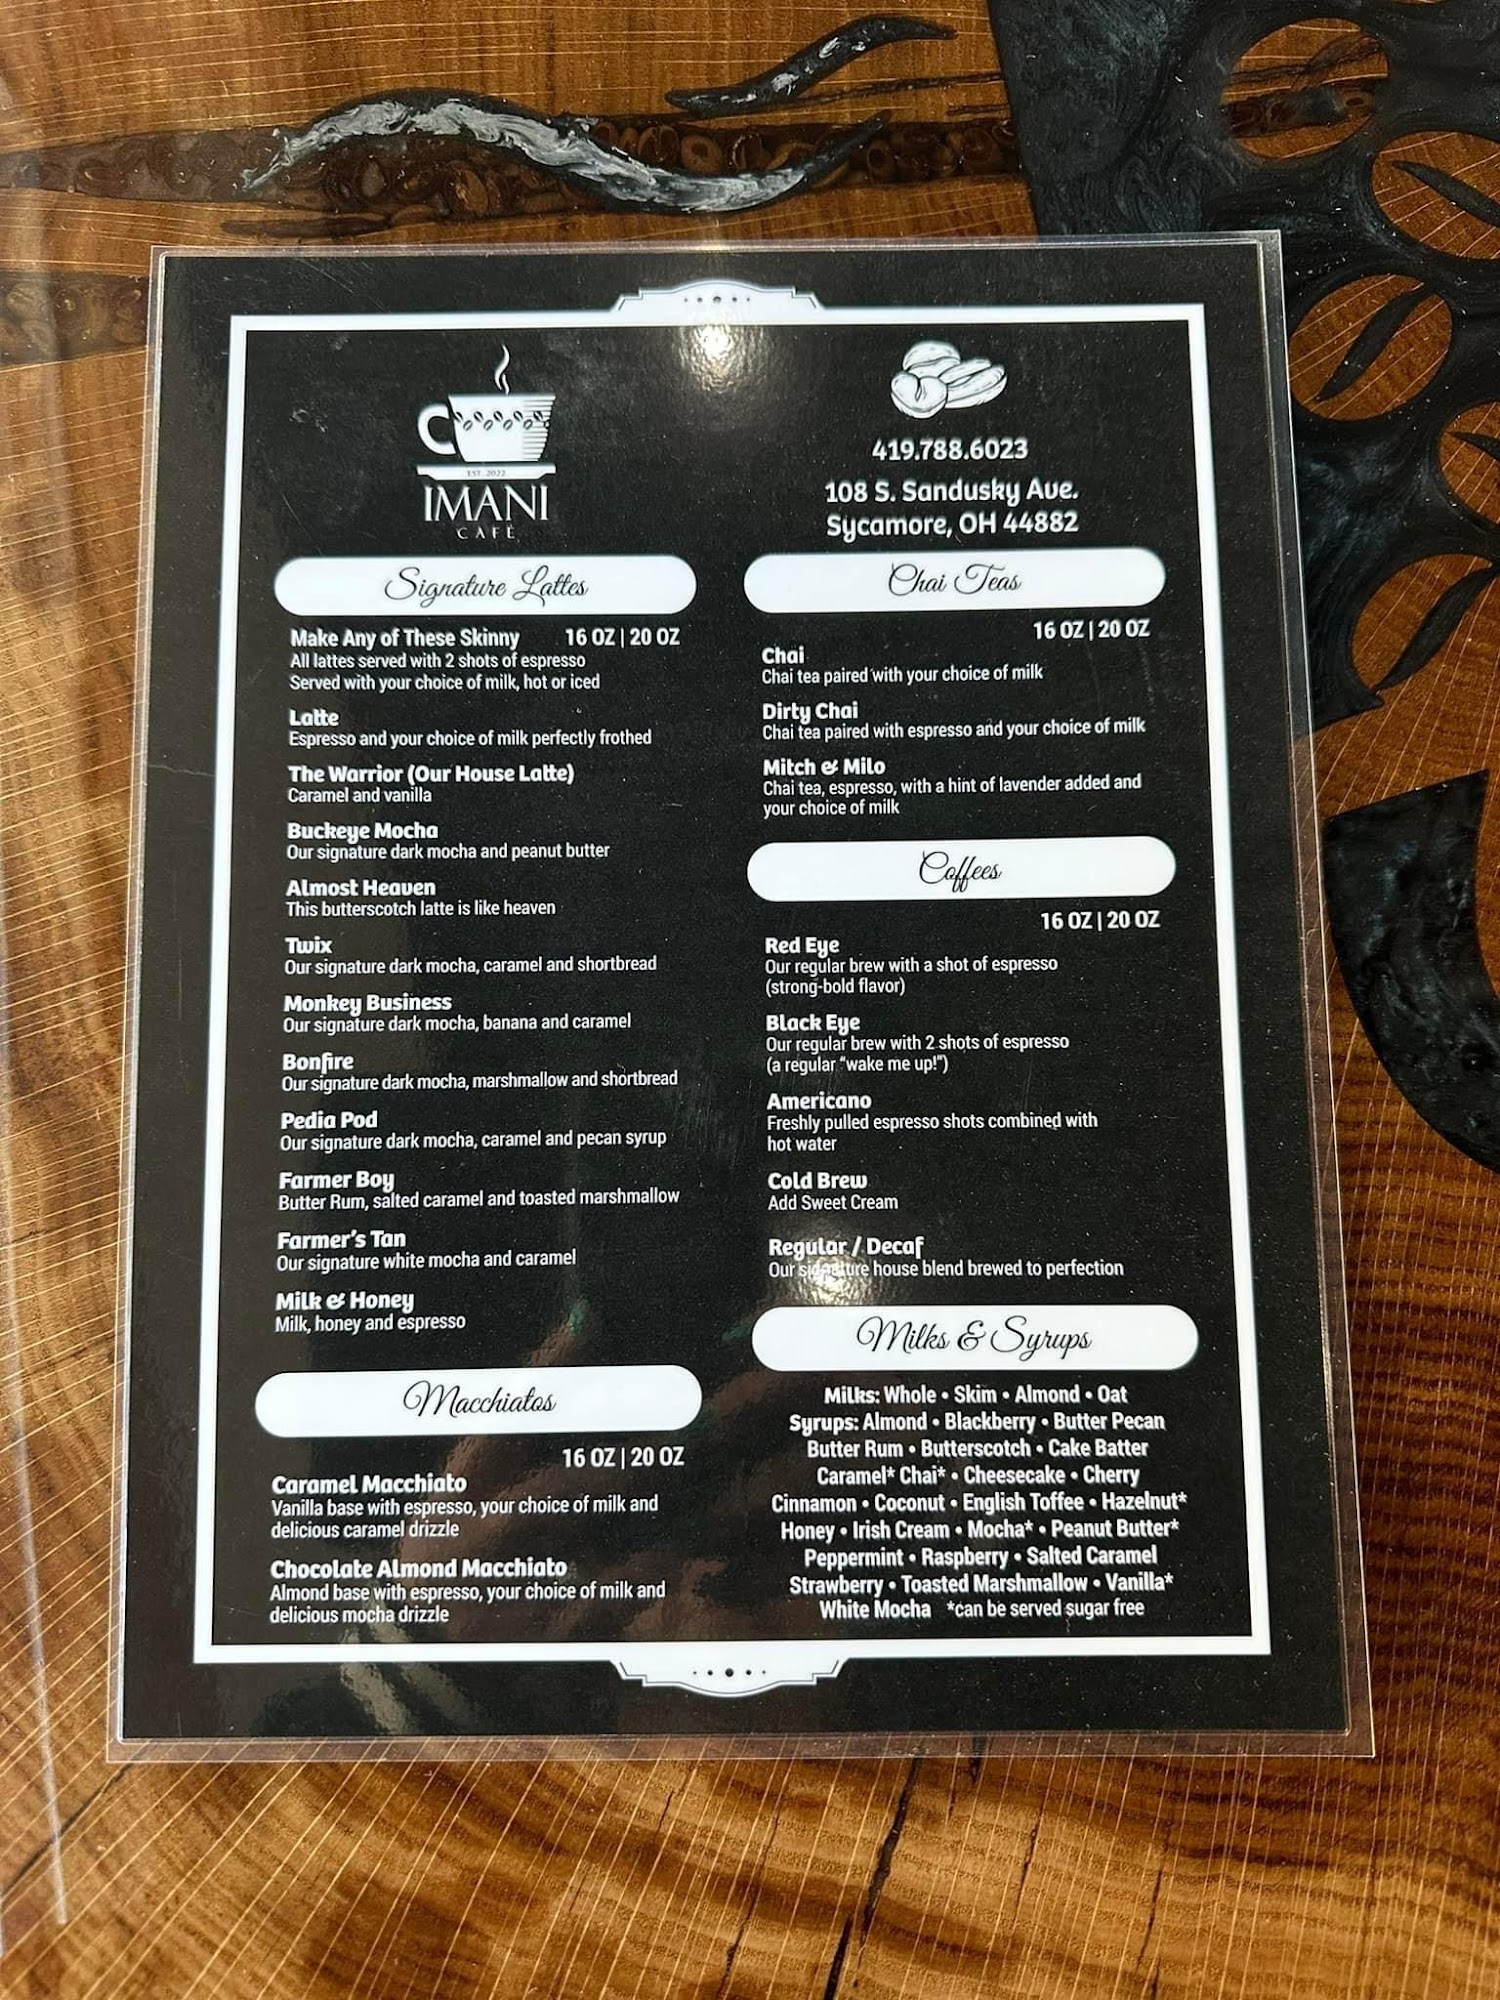 EST. 2022
IMANI
CAFÉ
419.788.6023
108 S. Sandusky Ave.
Sycamore, OH 44882
Signature Lattes
Make Any of These Skinny 16 OZ | 20 OZ
All lattes served with 2 shots of espresso
Served with your choice of milk, hot or iced
Latte
Espresso and your choice of milk perfectly frothed
The Warrior (Our House Latte)
Caramel and vanilla
Buckeye Mocha
Our signature dark mocha and peanut butter
Almost Heaven
This butterscotch latte is like heaven
Twix
Our signature dark mocha, caramel and shortbread
Monkey Business
Our signature dark mocha, banana and caramel
Bonfire
Our signature dark mocha, marshmallow and shortbread
Pedia Pod
Our signature dark mocha, caramel and pecan syrup
Farmer Boy
Butter Rum, salted caramel and toasted marshmallow
Farmer's Tan
Our signature white mocha and caramel
Milk & Honey
Milk, honey and espresso
Macchiatos
16 OZ | 20 OZ
Caramel Macchiato
Vanilla base with espresso, your choice of milk and
delicious caramel drizzle
Chocolate Almond Macchiato
Almond base with espresso, your choice of milk and
delicious mocha drizzle
Chai Teas
16 OZ | 20 OZ
Chai
Chai tea paired with your choice of milk
Dirty Chai
Chai tea paired with espresso and your choice of milk
Mitch & Milo
Chai tea, espresso, with a hint of lavender added and
your choice of milk
Coffees
16 OZ | 20 OZ
Red Eye
Our regular brew with a shot of espresso
(strong-bold flavor)
Black Eye
Our regular brew with 2 shots of espresso
(a regular “wake me up!”)
Americano
Freshly pulled espresso shots combined with
hot water
Cold Brew
Add Sweet Cream
Regular / Decaf
Our signature house blend brewed to perfection
Milks & Syrups
Milks: Whole • Skim • Almond • Oat
Syrups: Almond • Blackberry • Butter Pecan
Butter Rum • Butterscotch • Cake Batter
Caramel* Chai* • Cheesecake • Cherry
Cinnamon • Coconut • English Toffee • Hazelnut*
Honey • Irish Cream • Mocha* • Peanut Butter*
Peppermint • Raspberry • Salted Caramel
Strawberry • Toasted Marshmallow • Vanilla*
White Mocha *can be served sugar free